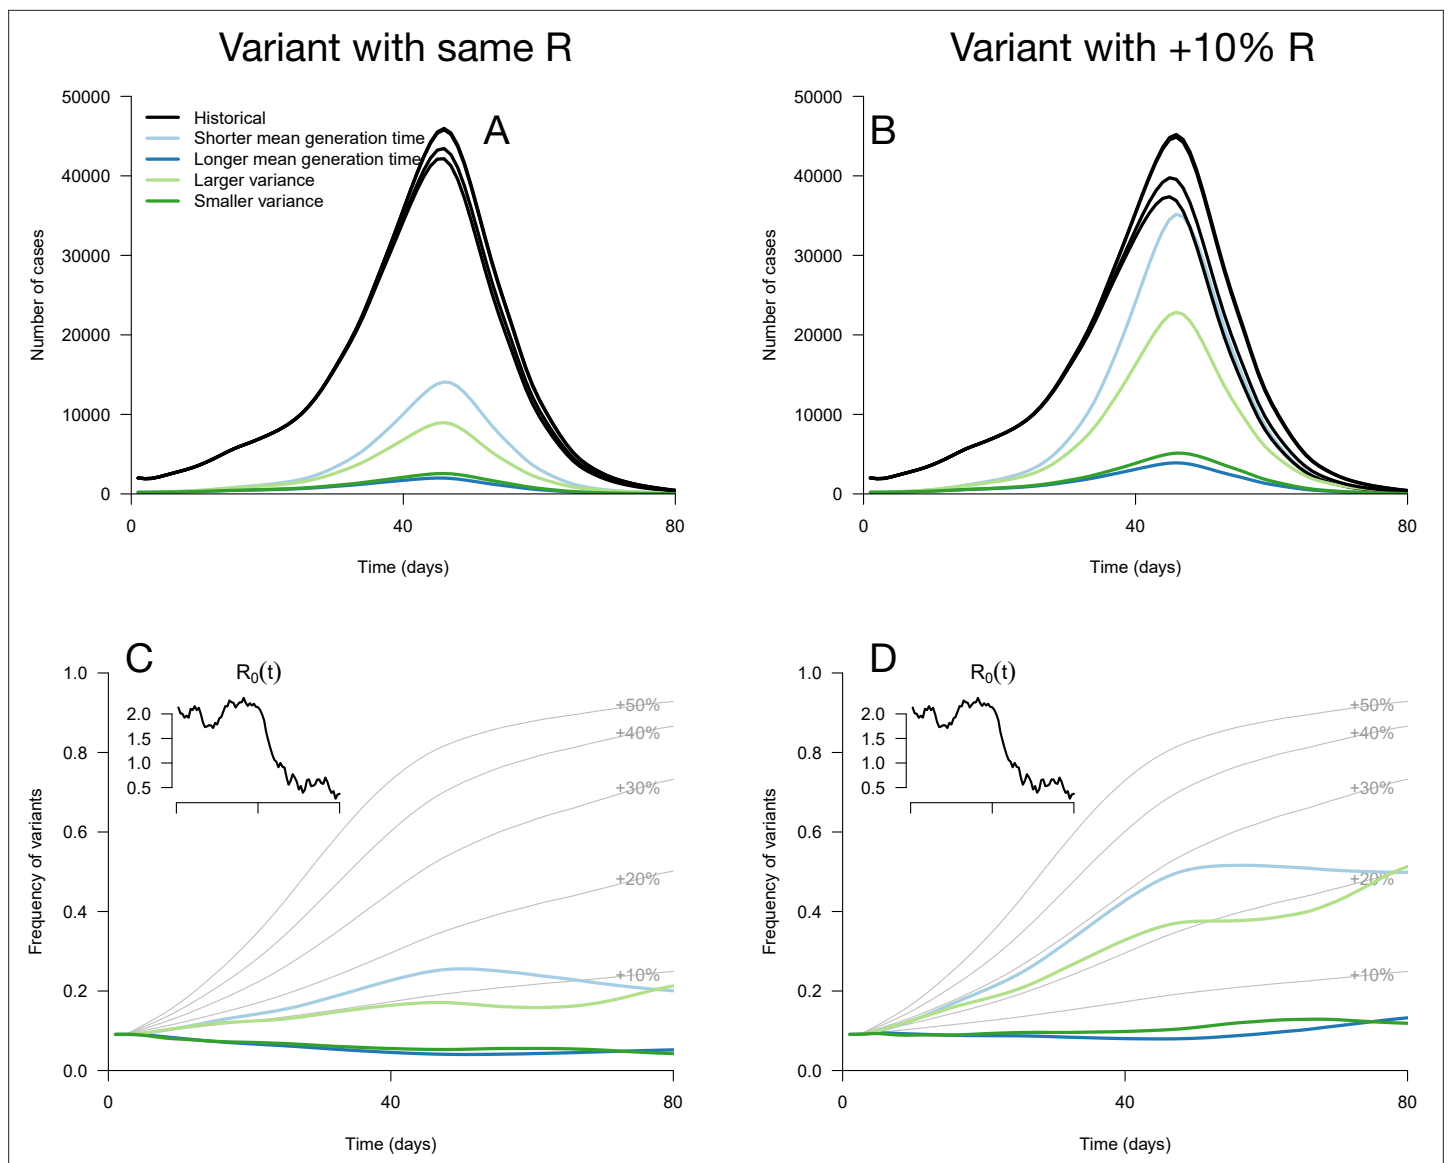 Variant with same R
Variant with +10% R
A
50000
40000
30000
20000
10000
0
Number of cases
Historical
Shorter mean generation time
Longer mean generation time
Larger variance
Smaller variance
0
40
80
Time (days)
B
50000
40000
30000
20000
10000
0
Number of cases
0
40
80
Time (days)
C
1.0
0.8
0.6
0.4
0.2
0.0
Frequency of variants
R0(t)
2.0
1.5
1.0
0.5
+50%
+40%
+30%
+20%
+10%
0
40
80
Time (days)
D
1.0
0.8
0.6
0.4
0.2
0.0
Frequency of variants
R0(t)
2.0
1.5
1.0
0.5
+50%
+40%
+30%
+20%
+10%
0
40
80
Time (days)